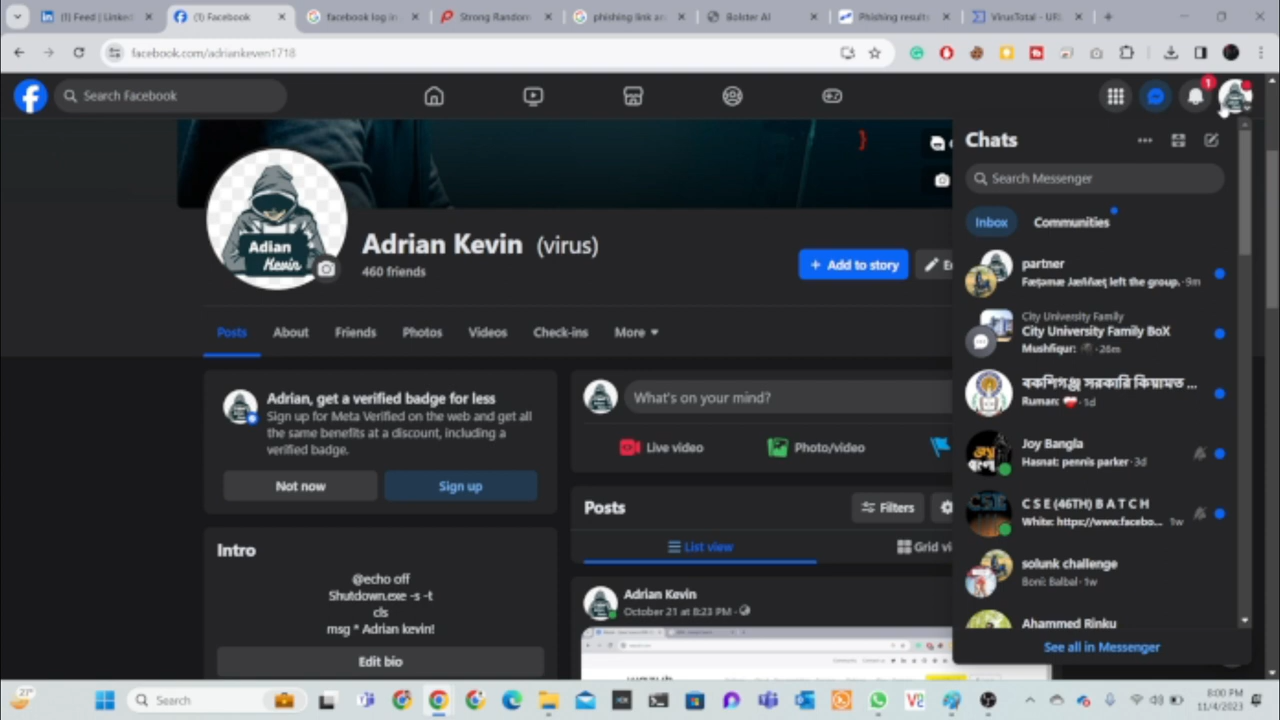 (1) Feed | Linked
(1) Facebook
facebook log in
Strong Random
phishing link an
Bolster AI
Phishing results
VirusTotal - URL
facebook.com/adriankeven1718
Search Facebook
1
Adian
Kevin
Adrian Kevin (virus)
460 friends
+ Add to story
Posts
About
Friends
Photos
Videos
Check-ins
More
Adrian, get a verified badge for less
Sign up for Meta Verified on the web and get all
the same benefits at a discount, including a
verified badge.
Not now
Sign up
Intro
@echo off
Shutdown.exe -s -t
cls
msg * Adrian kevin!
Edit bio
What's on your mind?
Live video
Photo/video
Posts
Filters
List view
Grid vi
Adrian Kevin
October 21 at 8:23 PM
Chats
Search Messenger
Inbox
Communities
partner
Fæṭamæ Jæññæṭ left the group. · 9m
City University Family
City University Family BoX
Mushfiqur: · 26m
বকশিগঞ্জ সরকারি কিয়ামত ...
Ruman: ❤️ · 1d
Joy Bangla
Hasnat: pennis parker · 3d
C S E (46TH) B A T C H
White: https://www.facebo... 1w
solunk challenge
Boni: Balbal · 1w
Ahammed Rinku
See all in Messenger
27°
Search
8:00 PM
11/4/2023